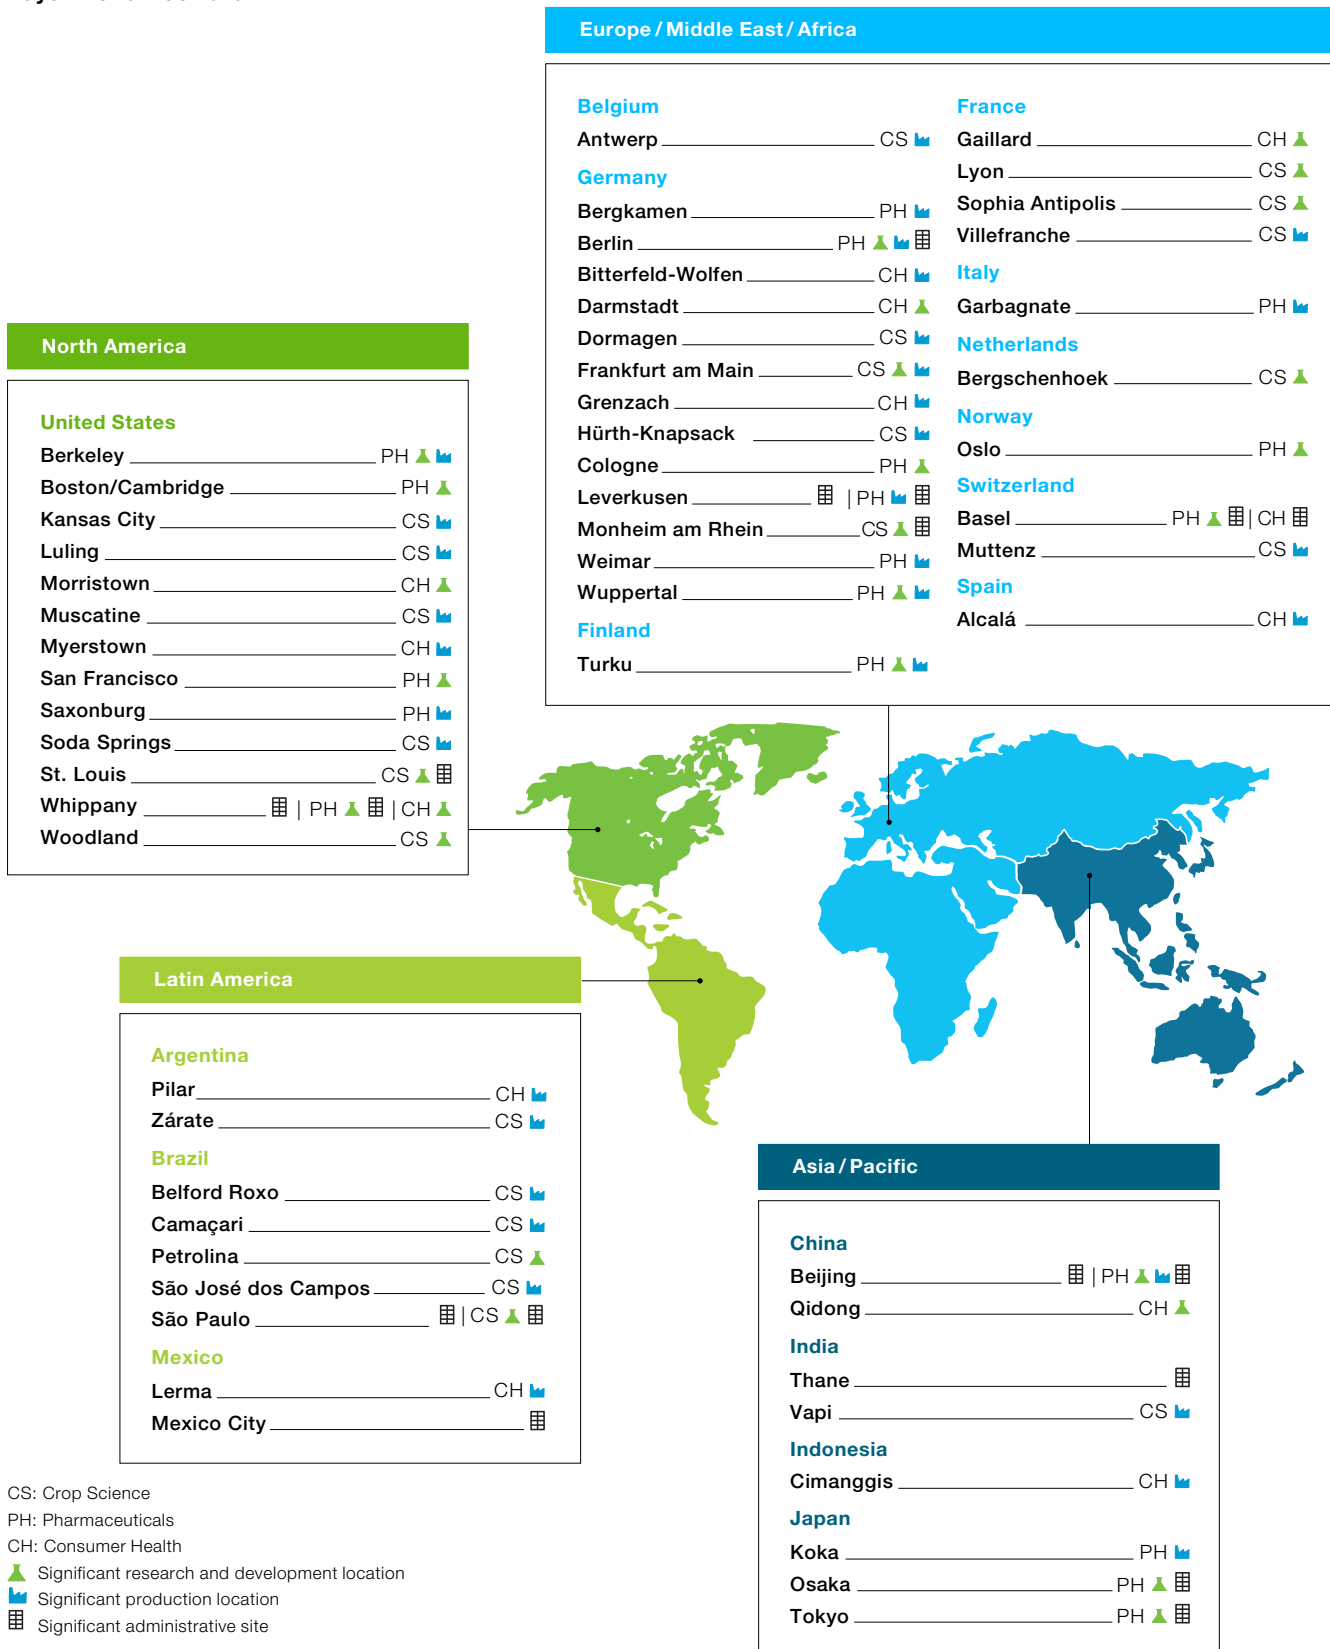 Europe / Middle East / Africa
Belgium
Antwerp CS
Germany
Bergkamen PH
Berlin PH
Bitterfeld-Wolfen CH
Darmstadt CH
Dormagen CS
Frankfurt am Main CS
Grenzach CH
Hürth-Knapsack CS
Cologne PH
Leverkusen | PH
Monheim am Rhein CS
Weimar PH
Wuppertal PH
Finland
Turku PH
France
Gaillard CH
Lyon CS
Sophia Antipolis CS
Villefranche CS
Italy
Garbagnate PH
Netherlands
Bergschenhoek CS
Norway
Oslo PH
Switzerland
Basel PH | CH
Muttenz CS
Spain
Alcalá CH
North America
United States
Berkeley PH
Boston/Cambridge PH
Kansas City CS
Luling CS
Morristown CH
Muscatine CS
Myerstown CH
San Francisco PH
Saxonburg PH
Soda Springs CS
St. Louis CS
Whippany | PH | CH
Woodland CS
Latin America
Argentina
Pilar CH
Zárate CS
Brazil
Belford Roxo CS
Camaçari CS
Petrolina CS
São José dos Campos CS
São Paulo | CS
Mexico
Lerma CH
Mexico City
Asia / Pacific
China
Beijing | PH
Qidong CH
India
Thane
Vapi CS
Indonesia
Cimanggis CH
Japan
Koka PH
Osaka PH
Tokyo PH
CS: Crop Science
PH: Pharmaceuticals
CH: Consumer Health
Significant research and development location
Significant production location
Significant administrative site